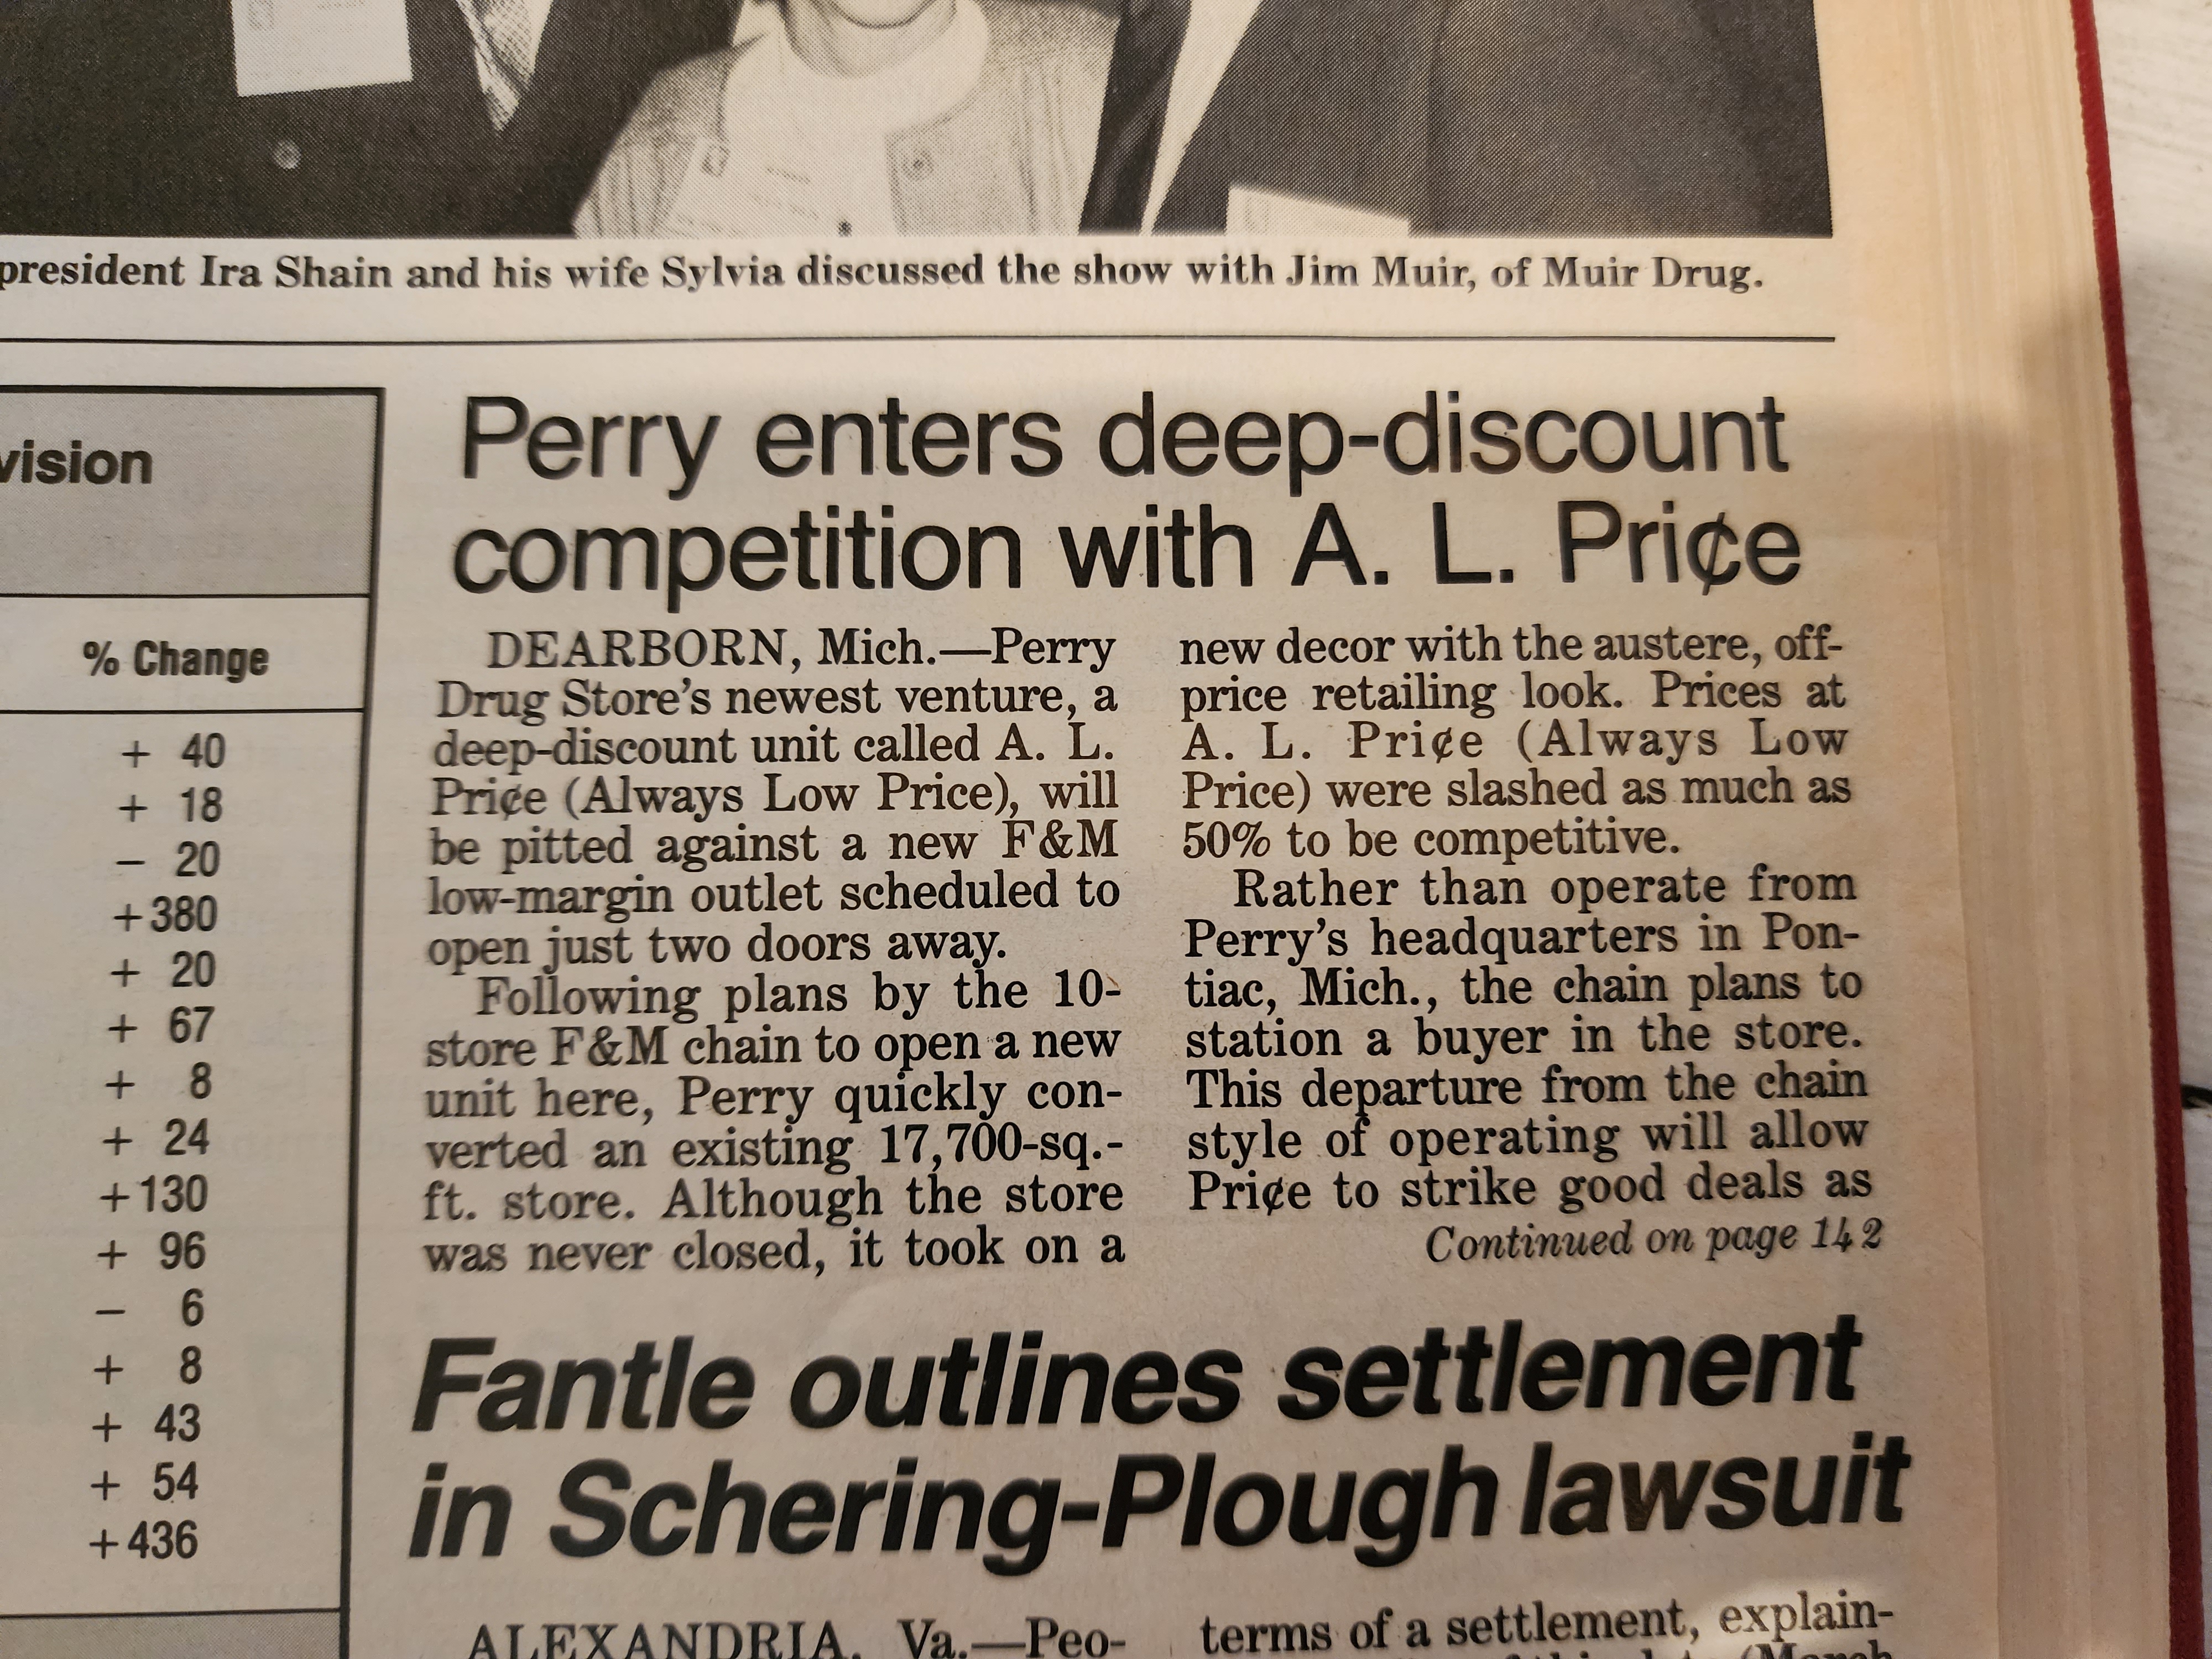 president Ira Shain and his wife Sylvia discussed the show with Jim Muir, of Muir Drug.
vision
% Change
+ 40
+ 18
− 20
+380
+ 20
+ 67
+ 8
+ 24
+130
+ 96
− 6
+ 8
+ 43
+ 54
+436
Perry enters deep-discount
competition with A. L. Pri¢e
DEARBORN, Mich.—Perry
Drug Store's newest venture, a
deep-discount unit called A. L.
Pri¢e (Always Low Price), will
be pitted against a new F&M
low-margin outlet scheduled to
open just two doors away.
Following plans by the 10-
store F&M chain to open a new
unit here, Perry quickly con-
verted an existing 17,700-sq.-
ft. store. Although the store
was never closed, it took on a
new decor with the austere, off-
price retailing look. Prices at
A. L. Pri¢e (Always Low
Price) were slashed as much as
50% to be competitive.
Rather than operate from
Perry's headquarters in Pon-
tiac, Mich., the chain plans to
station a buyer in the store.
This departure from the chain
style of operating will allow
Pri¢e to strike good deals as
Continued on page 142
Fantle outlines settlement
in Schering-Plough lawsuit
ALEXANDRIA, Va.—Peo-
terms of a settlement, explain-